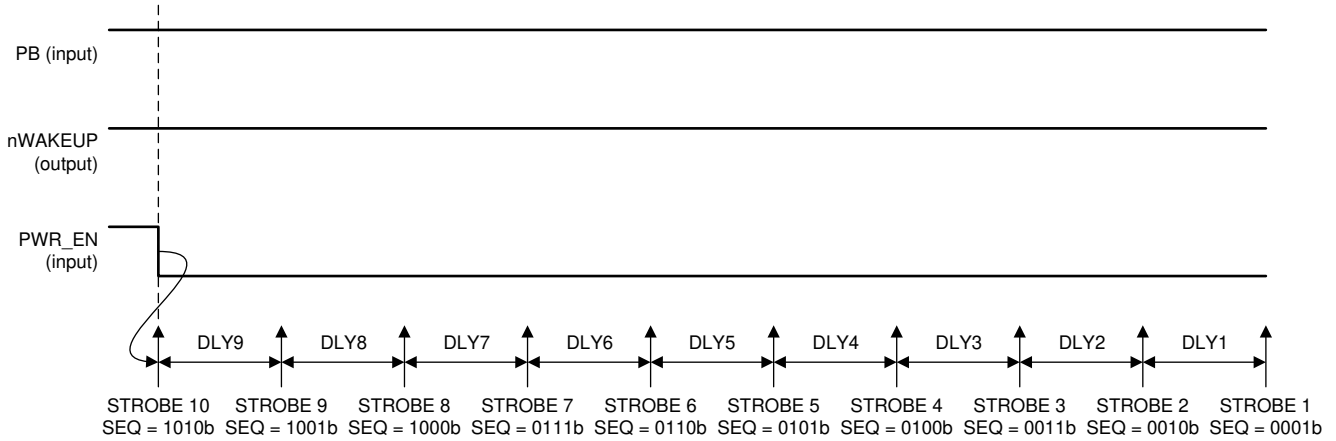 PB (input)
nWAKEUP
(output)
PWR_EN
(input)
DLY9 DLY8 DLY7 DLY6 DLY5 DLY4 DLY3 DLY2 DLY1
STROBE 10 STROBE 9 STROBE 8 STROBE 7 STROBE 6 STROBE 5 STROBE 4 STROBE 3 STROBE 2 STROBE 1
SEQ = 1010b SEQ = 1001b SEQ = 1000b SEQ = 0111b SEQ = 0110b SEQ = 0101b SEQ = 0100b SEQ = 0011b SEQ = 0010b SEQ = 0001b